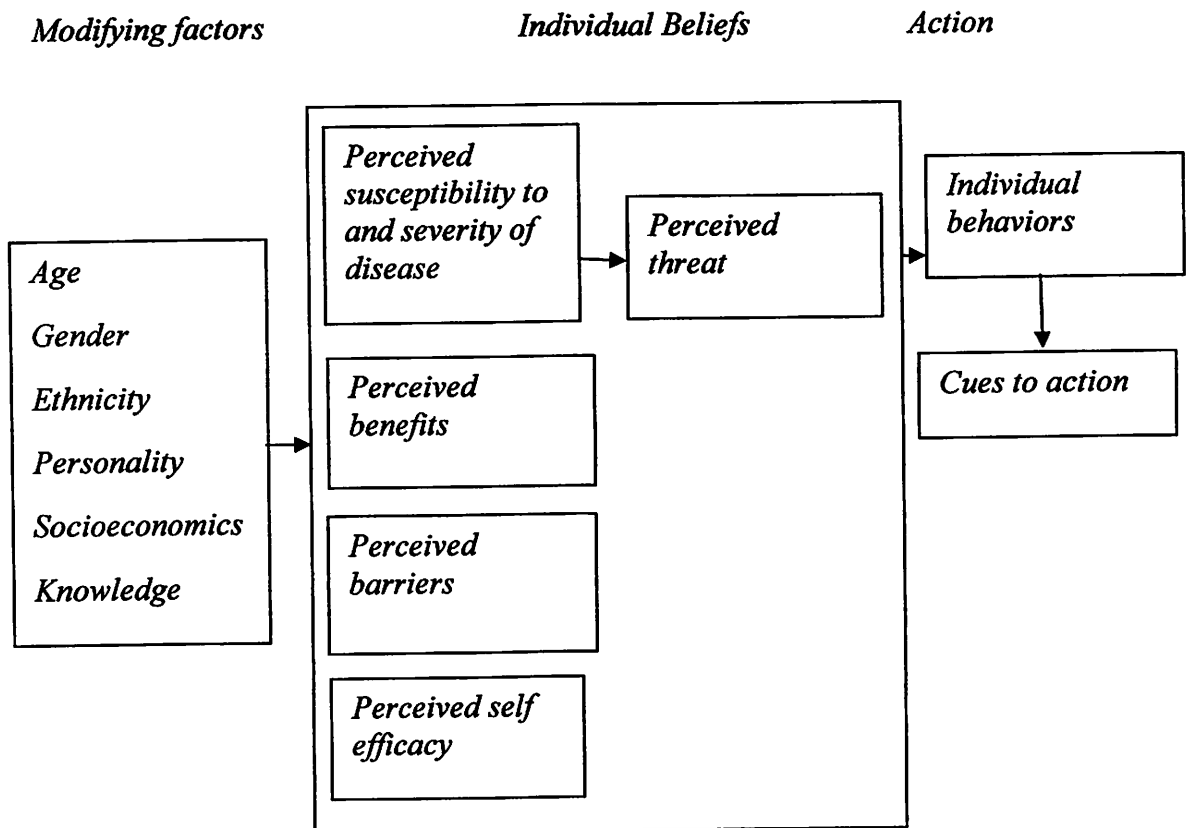 Modifying factors
Individual Beliefs
Action
Age
Gender
Ethnicity
Personality
Socioeconomics
Knowledge
Perceived
susceptibility to
and severity of
disease
Perceived
threat
Perceived
benefits
Perceived
barriers
Perceived self
efficacy
Individual
behaviors
Cues to action